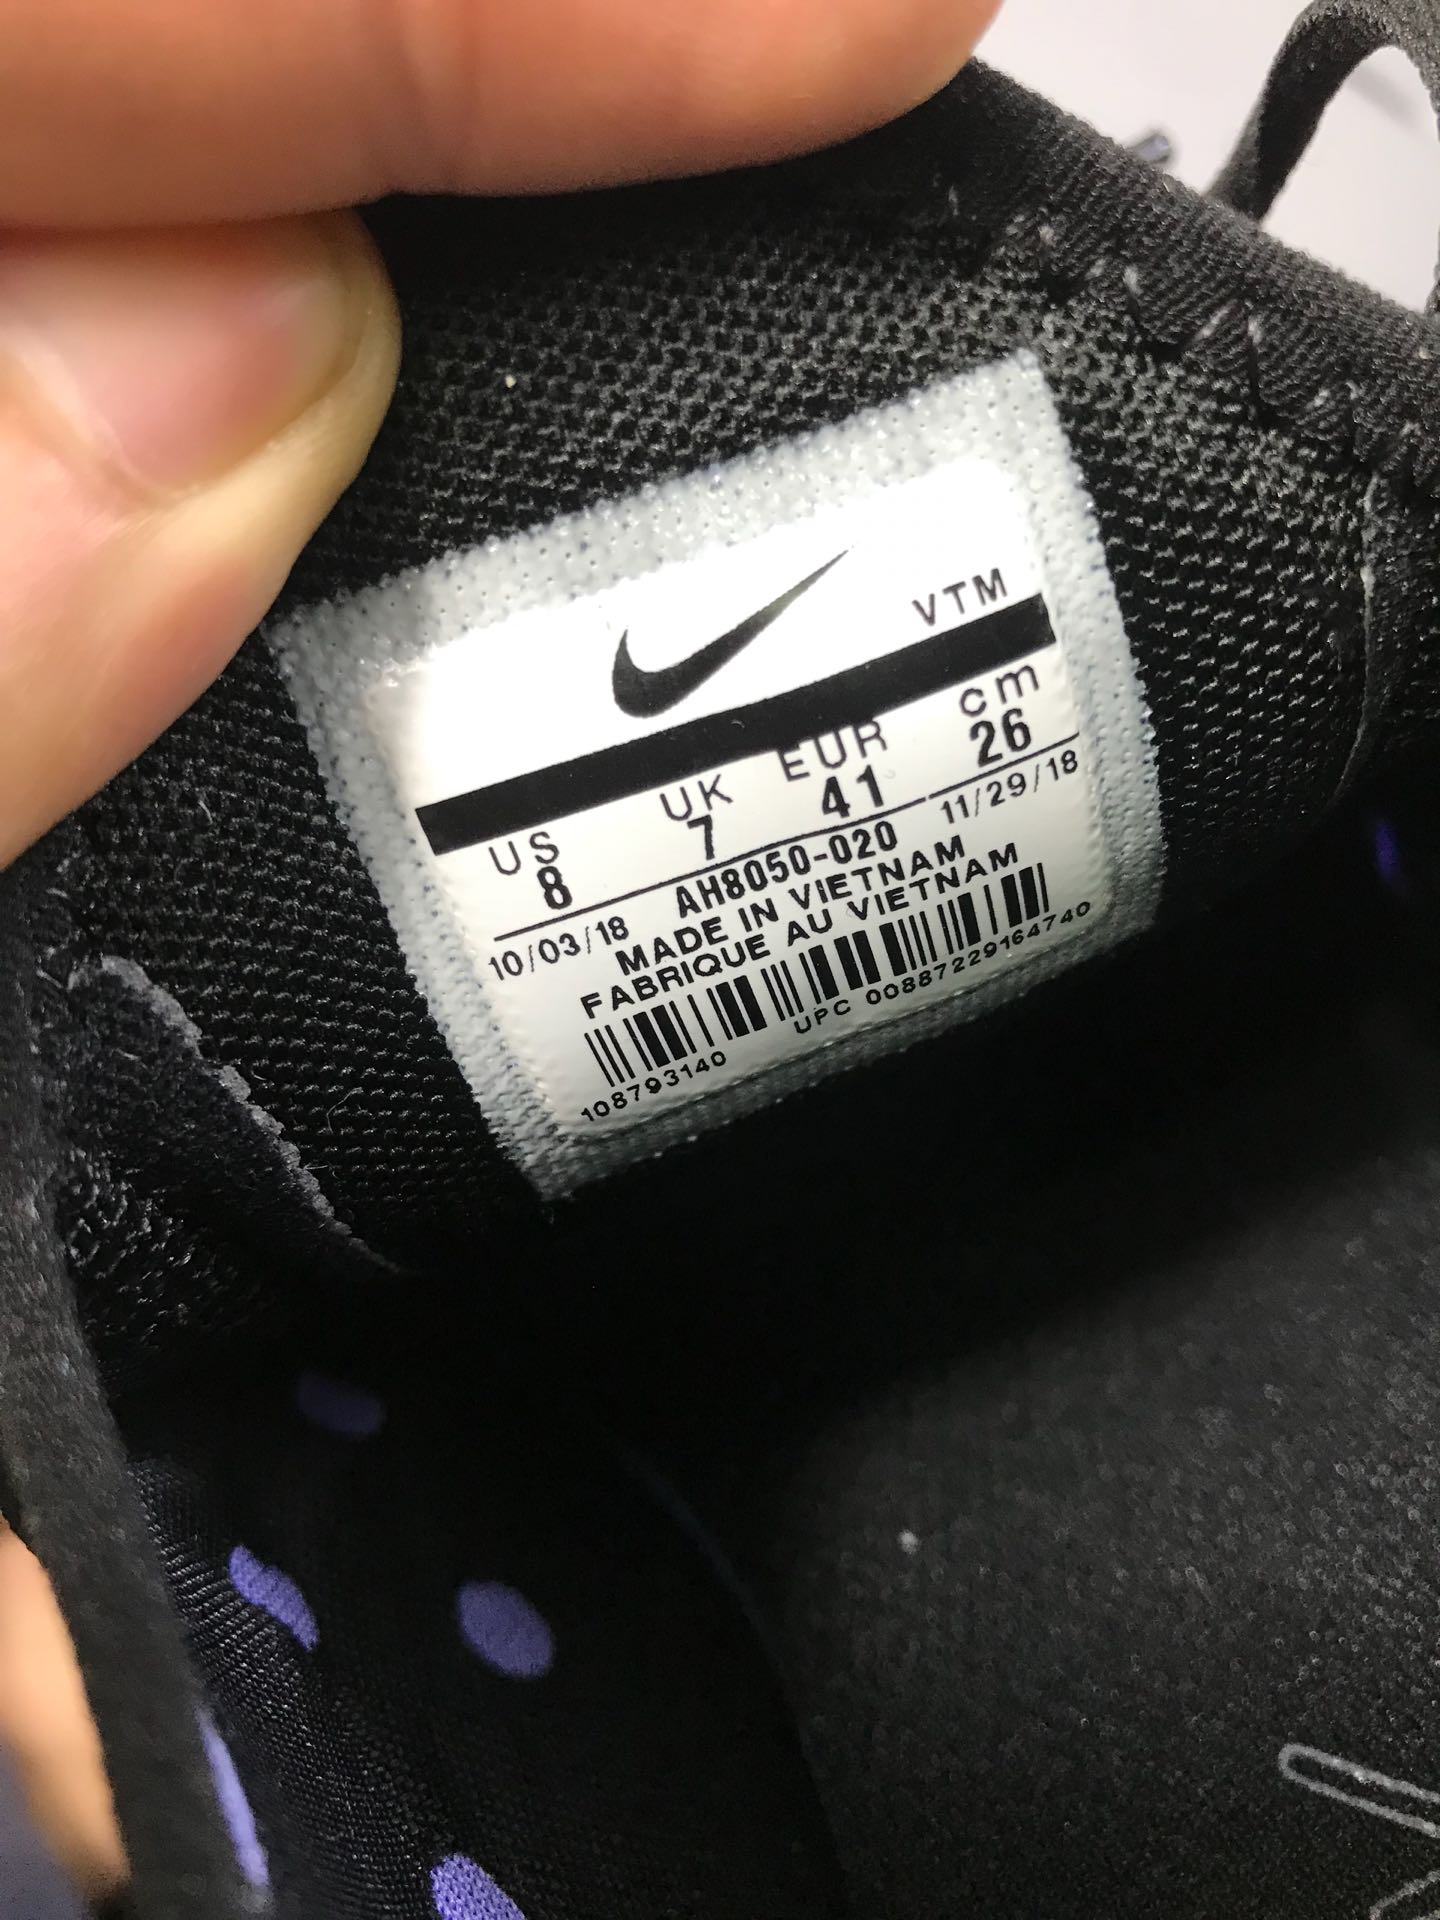 VTM
US UK EUR cm
8 7 41 26
10/03/18 AH8050-020 11/29/18
MADE IN VIETNAM
FABRIQUE AU VIETNAM
108793140 UPC 00887229164740